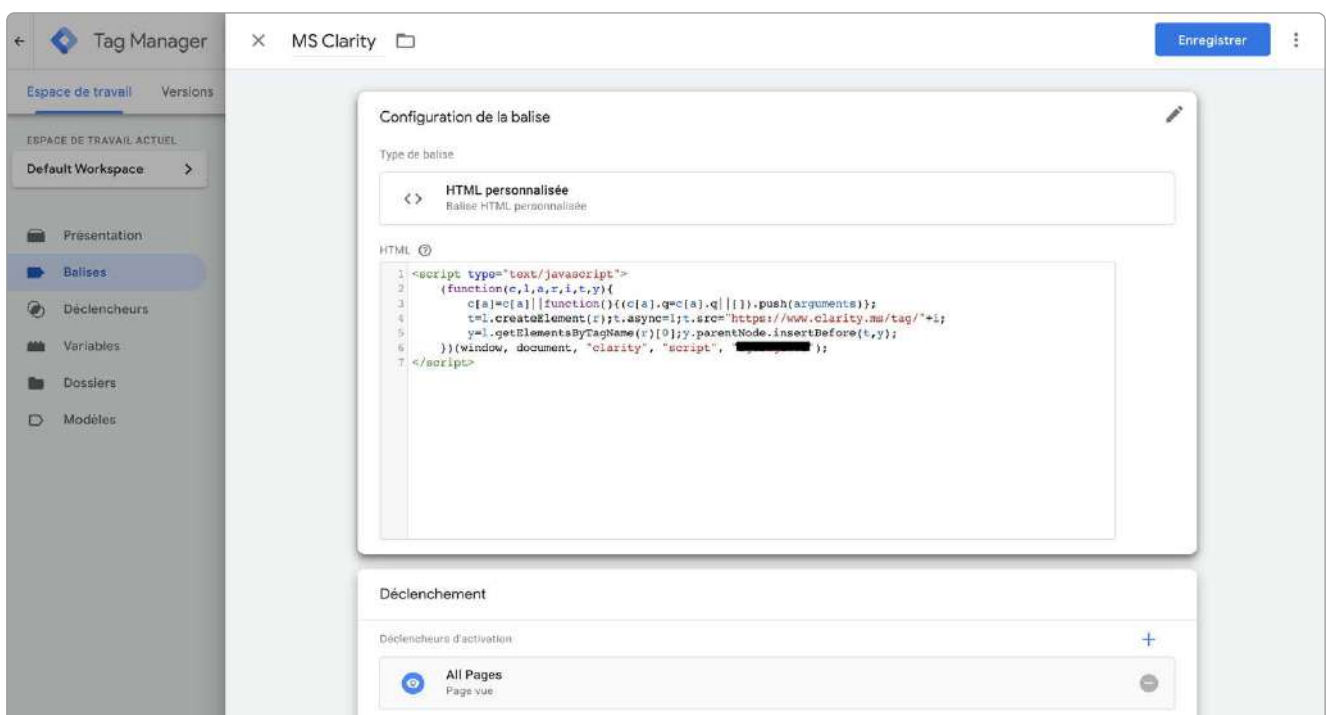 Tag Manager
MS Clarity
Enregistrer
Espace de travail Versions
ESPACE DE TRAVAIL ACTUEL
Default Workspace
Présentation
Balises
Déclencheurs
Variables
Dossiers
Modèles
Configuration de la balise
Type de balise
HTML personnalisée
Balise HTML personnalisée
HTML
1 <script type="text/javascript">
2 (function(c,l,a,r,i,t,y){
3 c[a]=c[a]||function(){(c[a].q=c[a].q||[]).push(arguments)};
4 t=l.createElement(r);t.async=1;t.src="https://www.clarity.ms/tag/"+i;
5 y=l.getElementsByTagName(r)[0];y.parentNode.insertBefore(t,y);
6 })(window, document, "clarity", "script", "");
7 </script>
Déclenchement
Déclencheurs d'activation
All Pages
Page vue